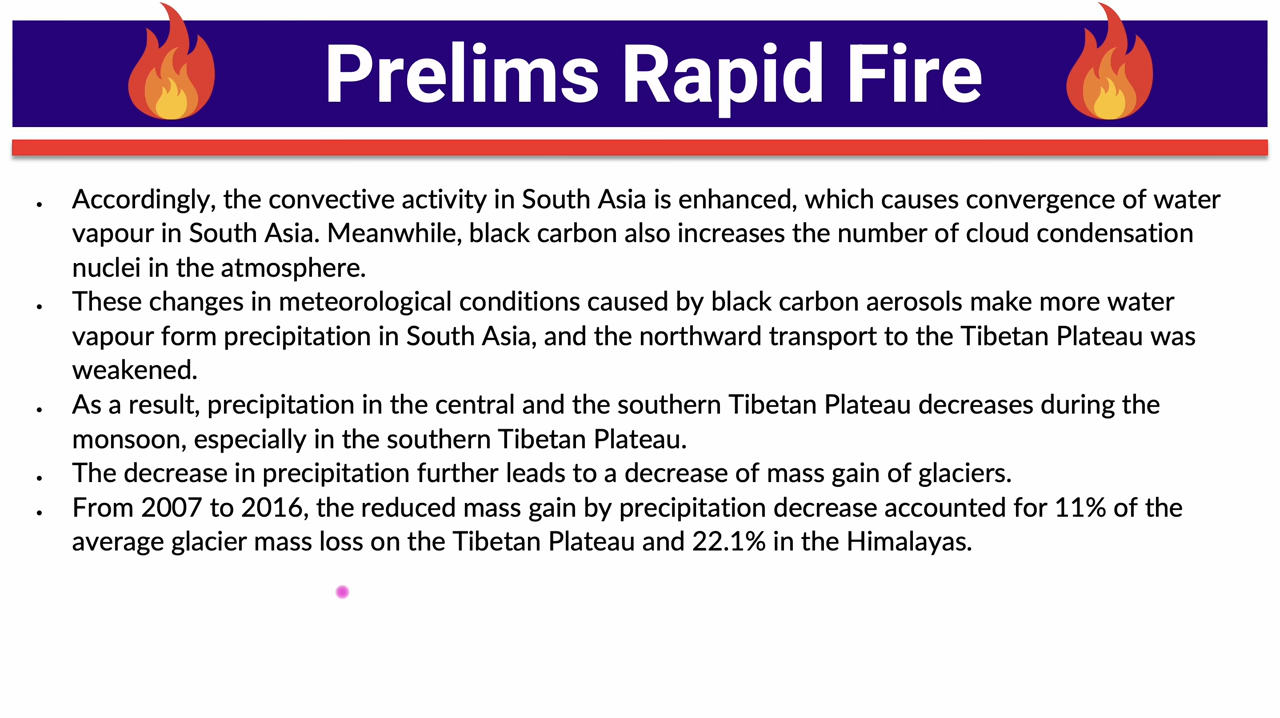 Prelims Rapid Fire
• Accordingly, the convective activity in South Asia is enhanced, which causes convergence of water
vapour in South Asia. Meanwhile, black carbon also increases the number of cloud condensation
nuclei in the atmosphere.
• These changes in meteorological conditions caused by black carbon aerosols make more water
vapour form precipitation in South Asia, and the northward transport to the Tibetan Plateau was
weakened.
• As a result, precipitation in the central and the southern Tibetan Plateau decreases during the
monsoon, especially in the southern Tibetan Plateau.
• The decrease in precipitation further leads to a decrease of mass gain of glaciers.
• From 2007 to 2016, the reduced mass gain by precipitation decrease accounted for 11% of the
average glacier mass loss on the Tibetan Plateau and 22.1% in the Himalayas.